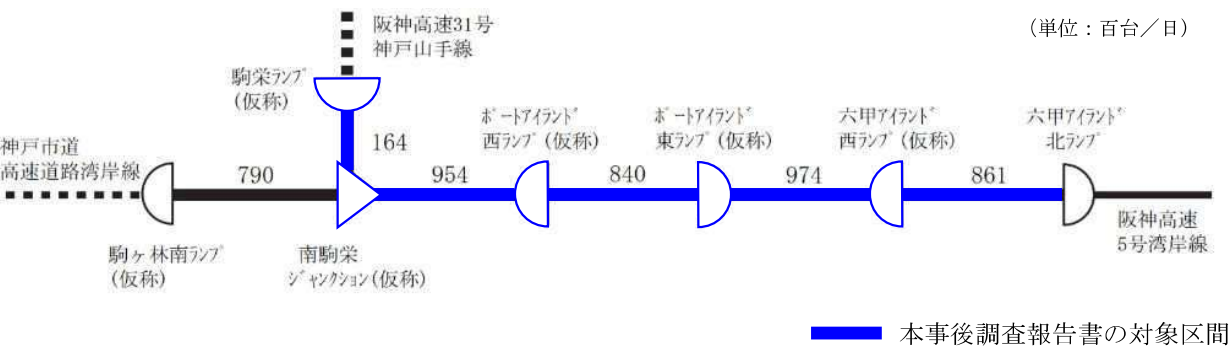 阪神高速31号
神戸山手線
(単位：百台／日)
駒栄ﾗﾝﾌﾟ
(仮称)
164
神戸市道
高速道路湾岸線
ﾎﾟｰﾄｱｲﾗﾝﾄﾞ
西ﾗﾝﾌﾟ(仮称)
ﾎﾟｰﾄｱｲﾗﾝﾄﾞ
東ﾗﾝﾌﾟ(仮称)
六甲ｱｲﾗﾝﾄﾞ
西ﾗﾝﾌﾟ(仮称)
六甲ｱｲﾗﾝﾄﾞ
北ﾗﾝﾌﾟ
790
954
840
974
861
駒ヶ林南ﾗﾝﾌﾟ
(仮称)
南駒栄
ｼﾞｬﾝｸｼｮﾝ(仮称)
阪神高速
5号湾岸線
本事後調査報告書の対象区間